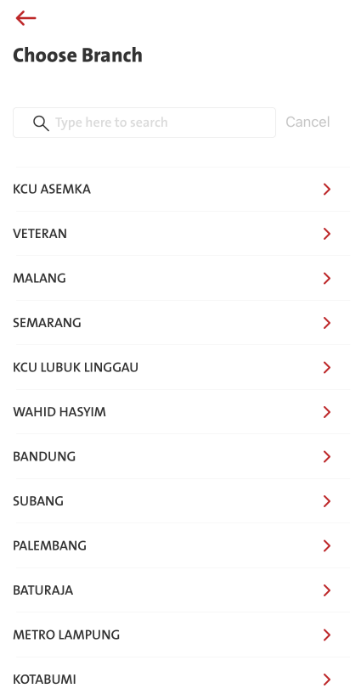 Choose Branch
Type here to search
Cancel
KCU ASEMKA
VETERAN
MALANG
SEMARANG
KCU LUBUK LINGGAU
WAHID HASYIM
BANDUNG
SUBANG
PALEMBANG
BATURAJA
METRO LAMPUNG
KOTABUMI